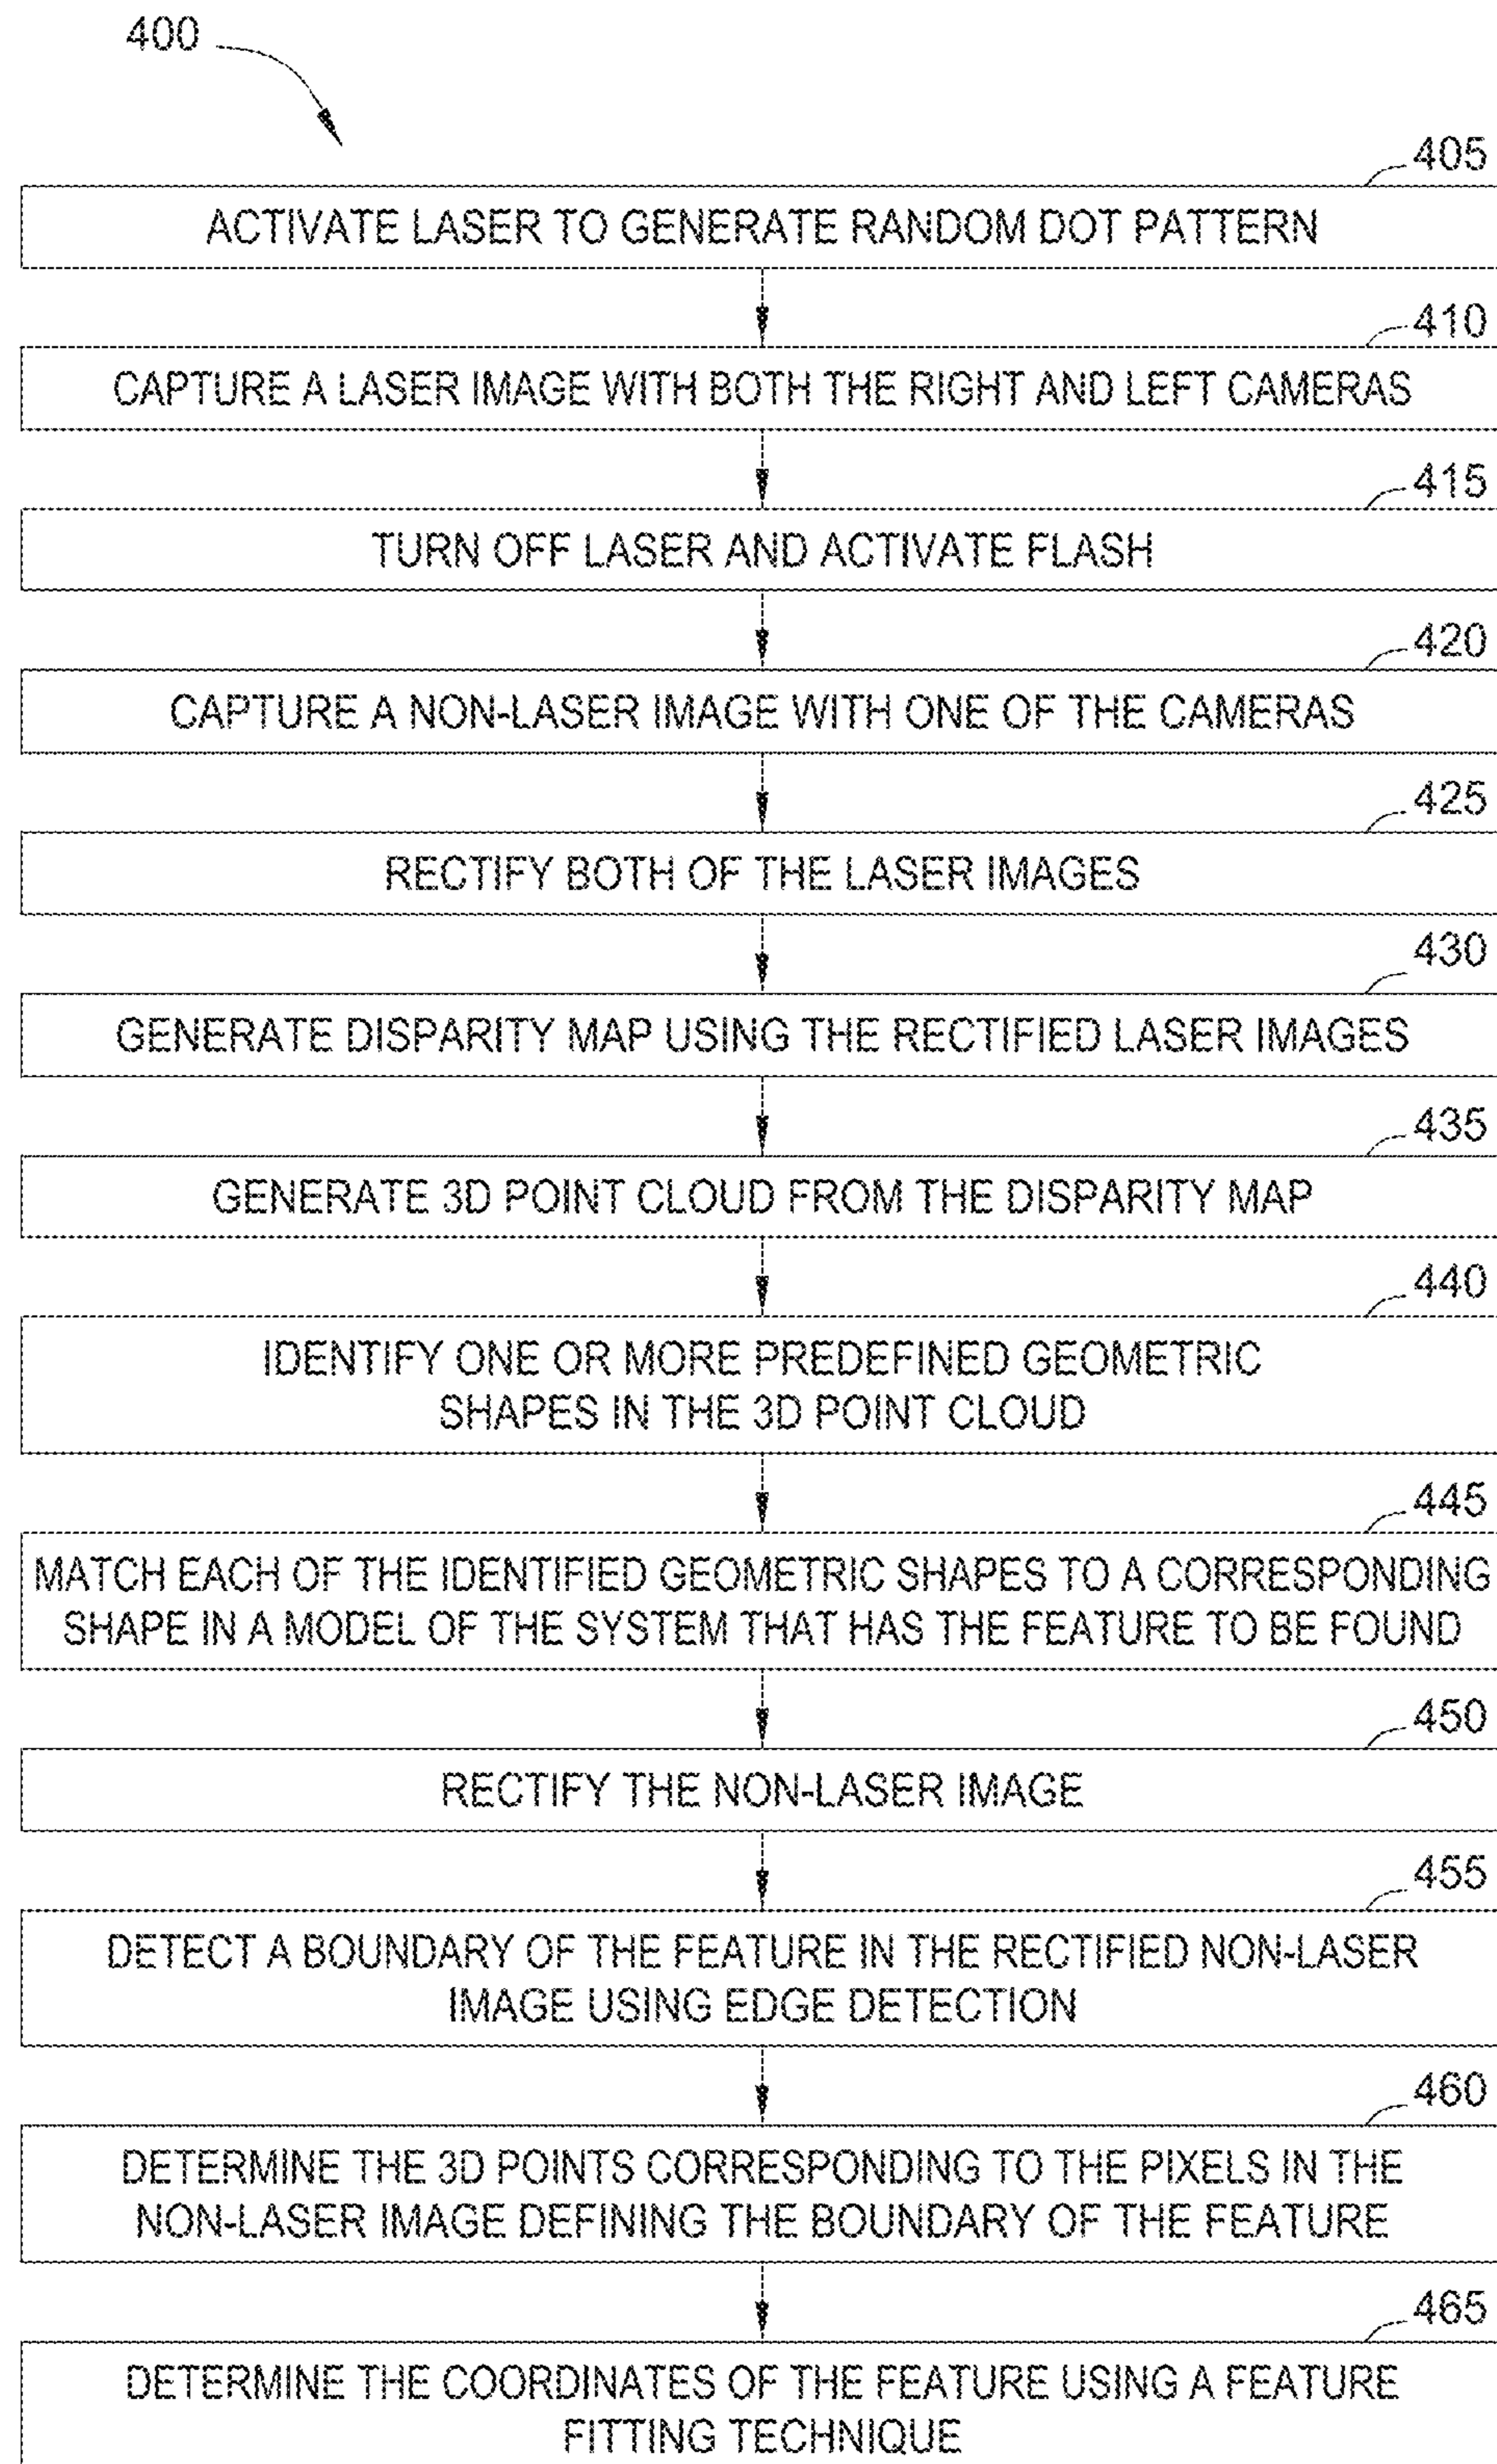 400
405
ACTIVATE LASER TO GENERATE RANDOM DOT PATTERN
410
CAPTURE A LASER IMAGE WITH BOTH THE RIGHT AND LEFT CAMERAS
415
TURN OFF LASER AND ACTIVATE FLASH
420
CAPTURE A NON-LASER IMAGE WITH ONE OF THE CAMERAS
425
RECTIFY BOTH OF THE LASER IMAGES
430
GENERATE DISPARITY MAP USING THE RECTIFIED LASER IMAGES
435
GENERATE 3D POINT CLOUD FROM THE DISPARITY MAP
440
IDENTIFY ONE OR MORE PREDEFINED GEOMETRIC
SHAPES IN THE 3D POINT CLOUD
445
MATCH EACH OF THE IDENTIFIED GEOMETRIC SHAPES TO A CORRESPONDING
SHAPE IN A MODEL OF THE SYSTEM THAT HAS THE FEATURE TO BE FOUND
450
RECTIFY THE NON-LASER IMAGE
455
DETECT A BOUNDARY OF THE FEATURE IN THE RECTIFIED NON-LASER
IMAGE USING EDGE DETECTION
460
DETERMINE THE 3D POINTS CORRESPONDING TO THE PIXELS IN THE
NON-LASER IMAGE DEFINING THE BOUNDARY OF THE FEATURE
465
DETERMINE THE COORDINATES OF THE FEATURE USING A FEATURE
FITTING TECHNIQUE